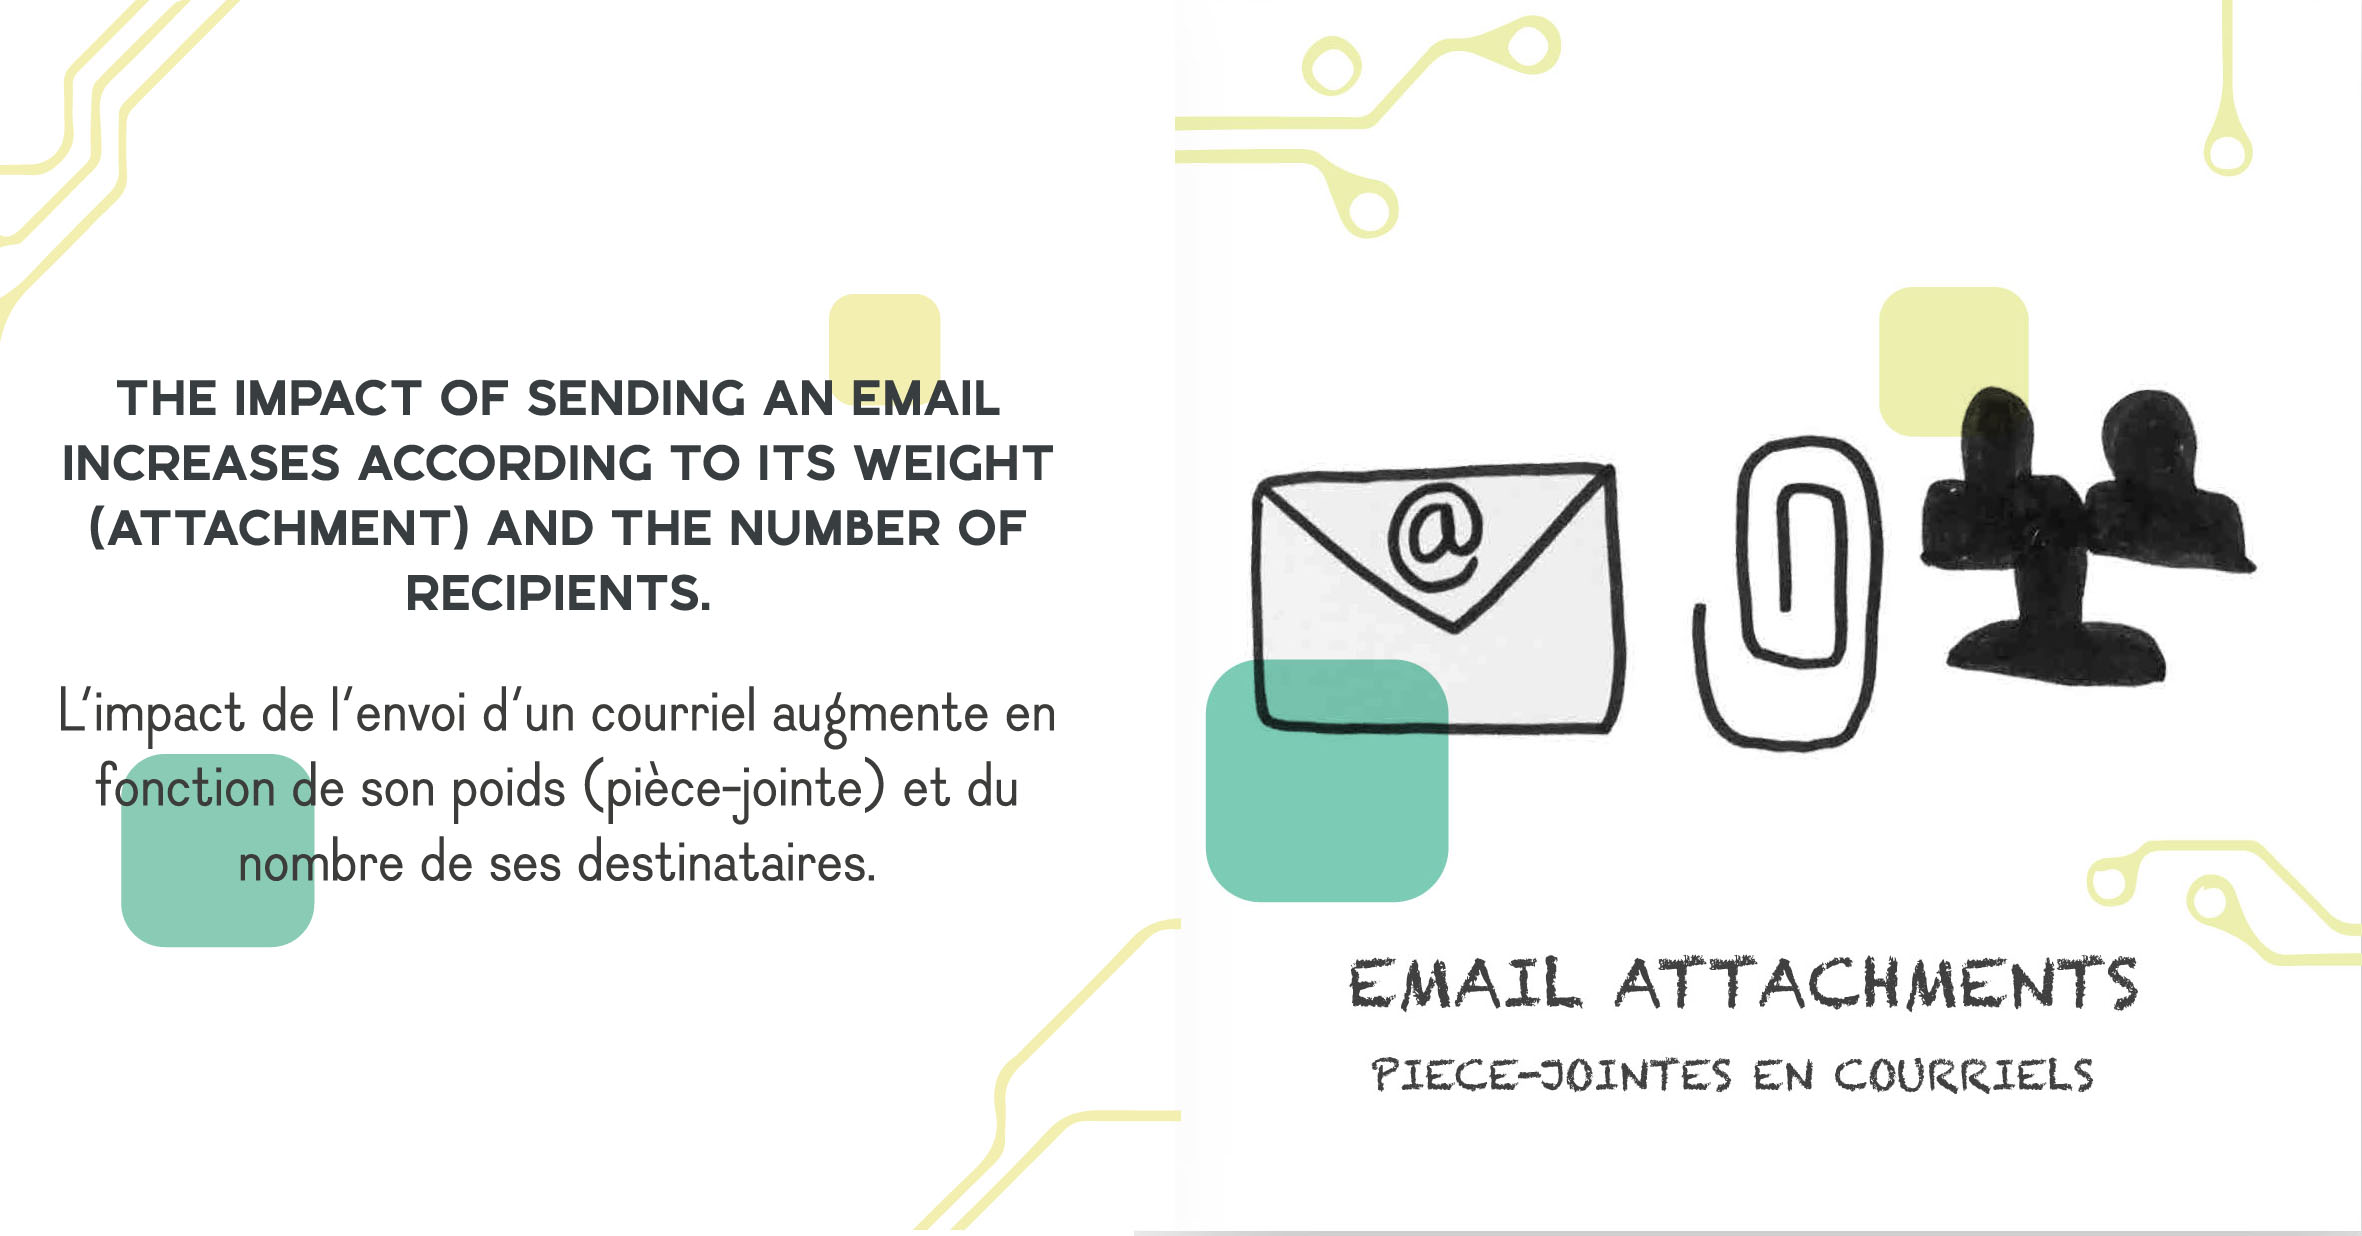 THE IMPACT OF SENDING AN EMAIL
INCREASES ACCORDING TO ITS WEIGHT
(ATTACHMENT) AND THE NUMBER OF
RECIPIENTS.
L'impact de l'envoi d'un courriel augmente en
fonction de son poids (pièce-jointe) et du
nombre de ses destinataires.
@
EMAIL ATTACHMENTS
PIECE-JOINTES EN COURRIELS